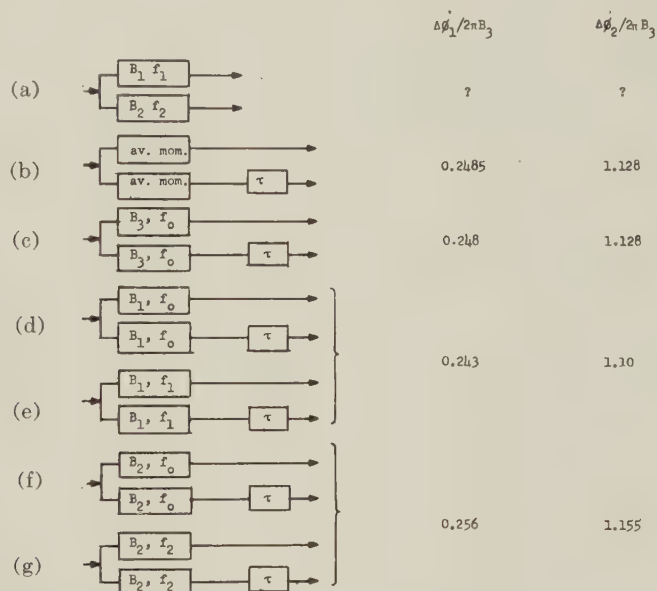 Δφ̇₁/2πB₃ Δφ̇₂/2πB₃
(a) B₁ f₁
B₂ f₂
? ?
(b) av. mom.
av. mom. τ
0.2485 1.128
(c) B₃, f₀
B₃, f₀ τ
0.248 1.128
(d) B₁, f₀
B₁, f₀ τ
0.243 1.10
(e) B₁, f₁
B₁, f₁ τ
(f) B₂, f₀
B₂, f₀ τ
0.256 1.155
(g) B₂, f₂
B₂, f₂ τ